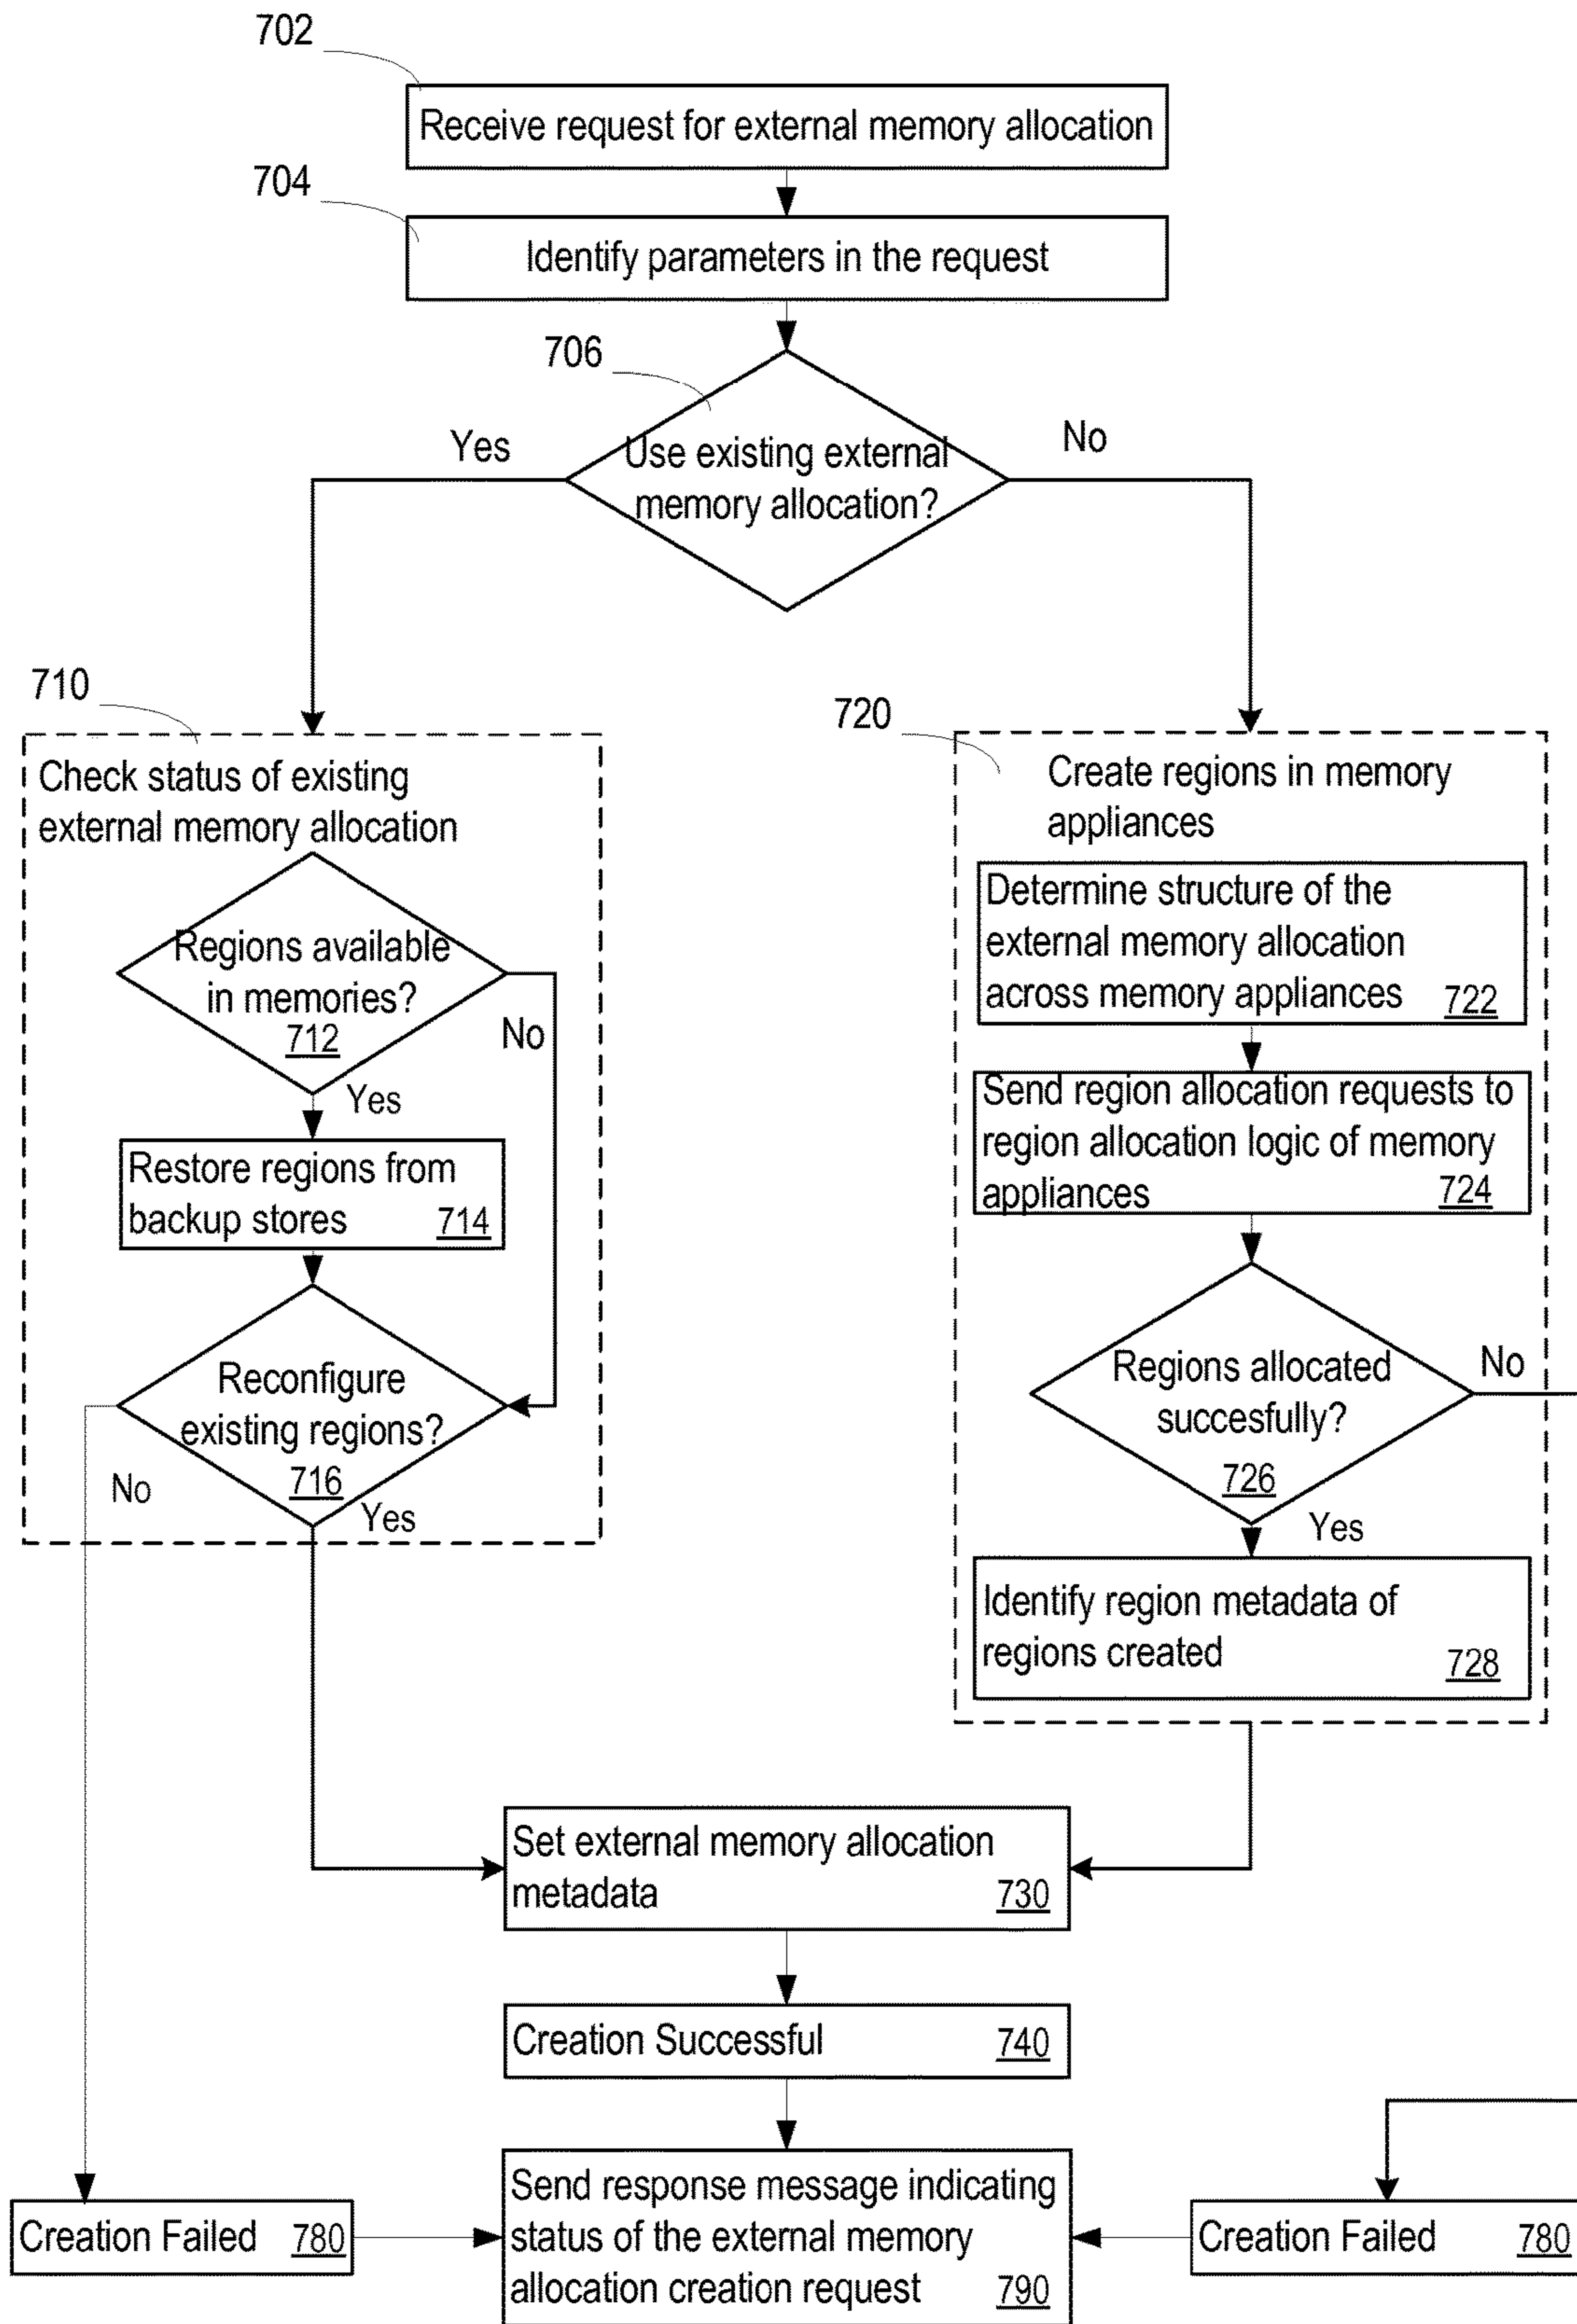 702
Receive request for external memory allocation
704
Identify parameters in the request
706
Use existing external
memory allocation?
Yes
No
710
Check status of existing
external memory allocation
Regions available
in memories?
712
No
Yes
Restore regions from
backup stores 714
Reconfigure
existing regions?
716
No
Yes
720
Create regions in memory
appliances
Determine structure of the
external memory allocation
across memory appliances 722
Send region allocation requests to
region allocation logic of memory
appliances 724
Regions allocated
succesfully?
726
No
Yes
Identify region metadata of
regions created 728
Set external memory allocation
metadata 730
Creation Successful 740
Creation Failed 780
Send response message indicating
status of the external memory
allocation creation request 790
Creation Failed 780